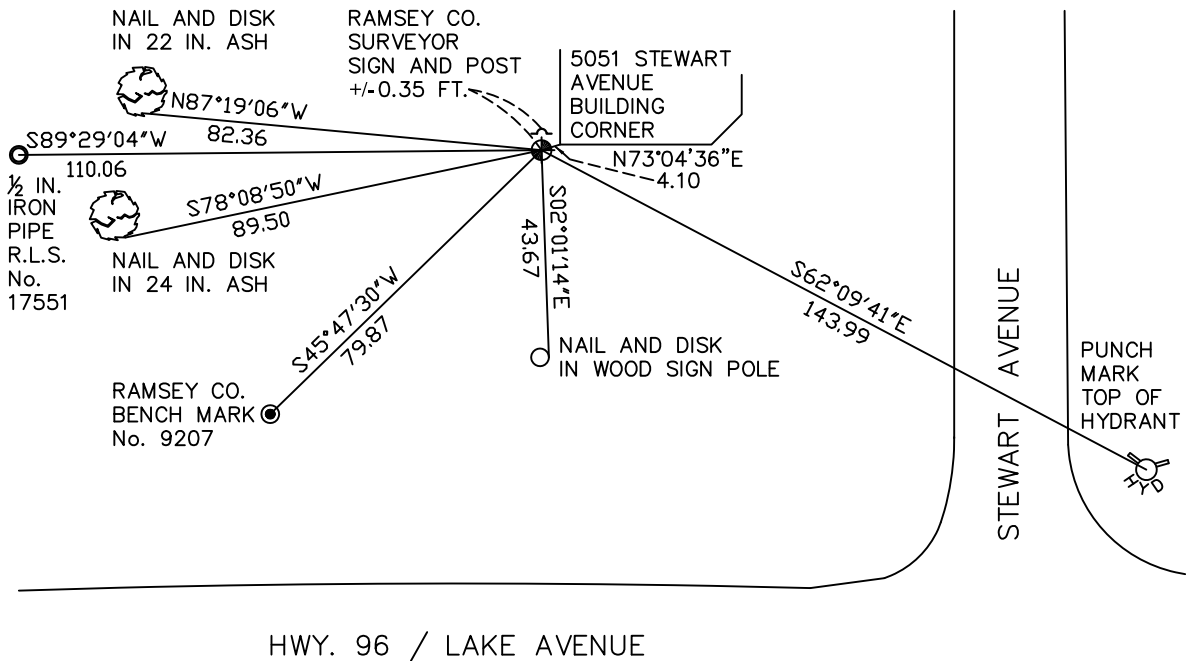 NAIL AND DISK
IN 22 IN. ASH
RAMSEY CO.
SURVEYOR
SIGN AND POST
+/-0.35 FT.
5051 STEWART
AVENUE
BUILDING
CORNER
N87°19'06"W
82.36
S89°29'04"W
110.06
N73°04'36"E
4.10
½ IN.
IRON
PIPE
R.L.S.
No.
17551
S78°08'50"W
89.50
NAIL AND DISK
IN 24 IN. ASH
S02°01'14"E
43.67
S45°47'30"W
79.87
S62°09'41"E
143.99
NAIL AND DISK
IN WOOD SIGN POLE
RAMSEY CO.
BENCH MARK
No. 9207
STEWART AVENUE
PUNCH
MARK
TOP OF
HYDRANT
HYD
HWY. 96 / LAKE AVENUE